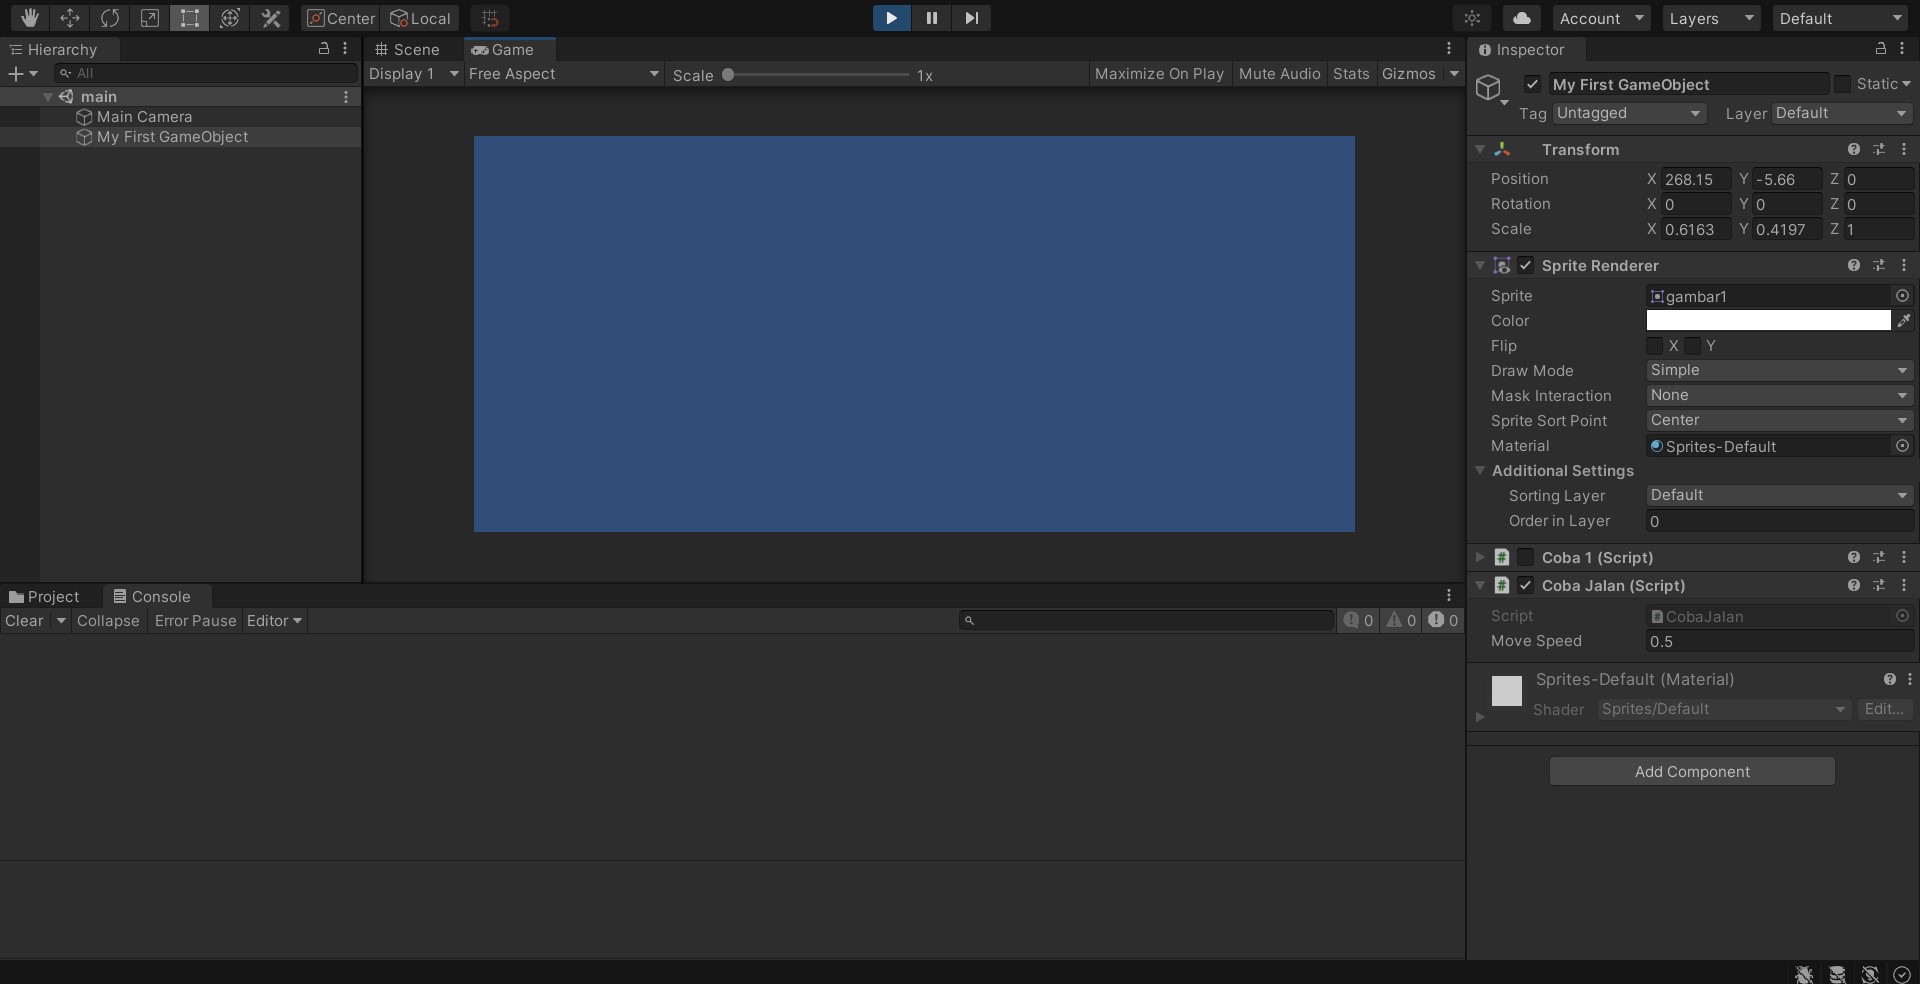 Center Local Account Layers Default
Hierarchy
All
main
Main Camera
My First GameObject
Scene Game
Display 1 Free Aspect Scale 1x Maximize On Play Mute Audio Stats Gizmos
Project Console
Clear Collapse Error Pause Editor 0 0 0
Inspector
My First GameObject Static
Tag Untagged Layer Default
Transform
Position X 268.15 Y -5.66 Z 0
Rotation X 0 Y 0 Z 0
Scale X 0.6163 Y 0.4197 Z 1
Sprite Renderer
Sprite gambar1
Color
Flip X Y
Draw Mode Simple
Mask Interaction None
Sprite Sort Point Center
Material Sprites-Default
Additional Settings
Sorting Layer Default
Order in Layer 0
# Coba 1 (Script)
# Coba Jalan (Script)
Script CobaJalan
Move Speed 0.5
Sprites-Default (Material)
Shader Sprites/Default Edit...
Add Component